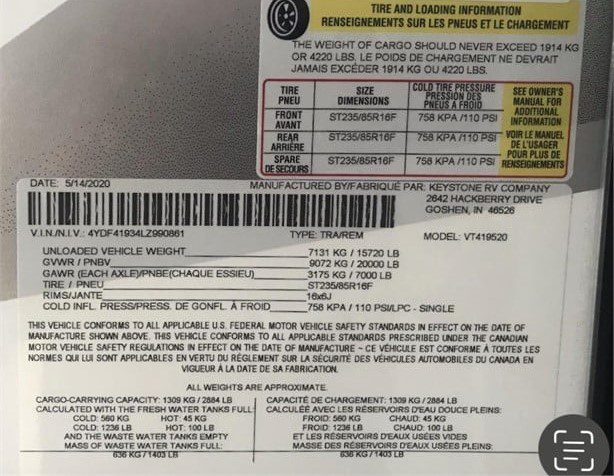 TIRE AND LOADING INFORMATION
RENSEIGNEMENTS SUR LES PNEUS ET LE CHARGEMENT
THE WEIGHT OF CARGO SHOULD NEVER EXCEED 1914 KG
OR 4220 LBS. LE POIDS DE CHARGEMENT NE DEVRAIT
JAMAIS EXCÉDER 1914 KG OU 4220 LBS.
TIRE PNEU SIZE DIMENSIONS COLD TIRE PRESSURE PRESSION DES PNEUS À FROID
FRONT AVANT ST235/85R16F 758 KPA /110 PSI
REAR ARRIÈRE ST235/85R16F 758 KPA /110 PSI
SPARE DE SECOURS ST235/85R16F 758 KPA /110 PSI
SEE OWNER'S
MANUAL FOR
ADDITIONAL
INFORMATION
VOIR LE MANUEL
DE L'USAGER
POUR PLUS DE
RENSEIGNEMENTS
DATE: 5/14/2020 MANUFACTURED BY/FABRIQUÉ PAR: KEYSTONE RV COMPANY
2642 HACKBERRY DRIVE
GOSHEN, IN 46526
V.I.N./N.I.V.: 4YDF41934LZ990861 TYPE: TRA/REM MODEL: VT419520
UNLOADED VEHICLE WEIGHT 7131 KG / 15720 LB
GVWR / PNBV 9072 KG / 20000 LB
GAWR (EACH AXLE)/PNBE(CHAQUE ESSIEU) 3175 KG / 7000 LB
TIRE / PNEU ST235/85R16F
RIMS/JANTE 16x6J
COLD INFL. PRESS/PRESS. DE GONFL. À FROID 758 KPA / 110 PSI/LPC - SINGLE
THIS VEHICLE CONFORMS TO ALL APPLICABLE U.S. FEDERAL MOTOR VEHICLE SAFETY STANDARDS IN EFFECT ON THE DATE OF
MANUFACTURE SHOWN ABOVE. THIS VEHICLE CONFORMS TO ALL APPLICABLE STANDARDS PRESCRIBED UNDER THE CANADIAN
MOTOR VEHICLE SAFETY REGULATIONS IN EFFECT ON THE DATE OF MANUFACTURE ~ CE VÉHICULE EST CONFORME À TOUTES LES
NORMES QUI LUI SONT APPLICABLES EN VERTU DU RÈGLEMENT SUR LA SÉCURITÉ DES VÉHICULES AUTOMOBILES DU CANADA EN
VIGUEUR À LA DATE DE SA FABRICATION.
ALL WEIGHTS ARE APPROXIMATE.
CARGO-CARRYING CAPACITY: 1309 KG / 2884 LB
CALCULATED WITH THE FRESH WATER TANKS FULL:
COLD: 560 KG HOT: 45 KG
COLD: 1236 LB HOT: 100 LB
AND THE WASTE WATER TANKS EMPTY
MASS OF WASTE WATER TANKS FULL:
636 KG / 1403 LB
CAPACITÉ DE CHARGEMENT: 1309 KG / 2884 LB
CALCULÉE AVEC LES RÉSERVOIRS D'EAU DOUCE PLEINS:
FROID: 560 KG CHAUD: 45 KG
FROID: 1236 LB CHAUD: 100 LB
ET LES RÉSERVOIRS D'EAUX USÉES VIDES
MASSE DES RÉSERVOIRS D'EAUX USÉES PLEINS:
636 KG / 1403 LB